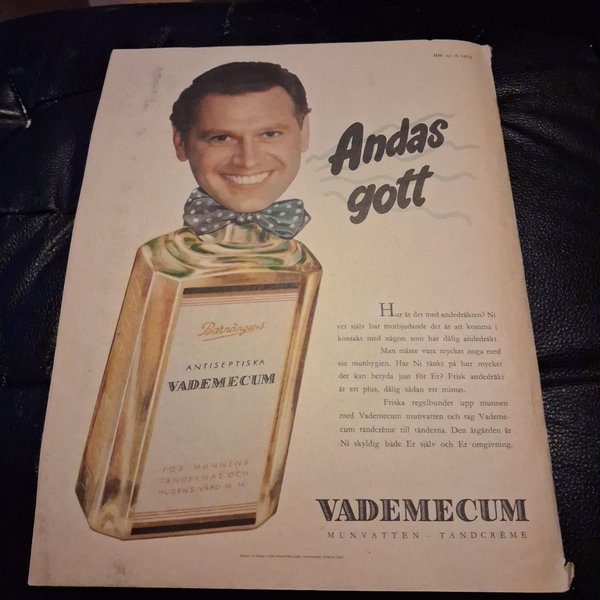 Andas
gott
Barnängens
ANTISEPTISKA
VADEMECUM
FÖR MUNNENS
TÄNDERNAS OCH
HUDENS VÅRD M. M.
Hur är det med andedräkten? Ni
vet själv hur motbjudande det är att komma i
kontakt med någon som har dålig andedräkt.
Man måste vara mycket noga med
sin munhygien. Har Ni tänkt på hur mycket
det kan betyda just för Er? Frisk andedräkt
är ett plus, dålig sådan ett minus.
Friska regelbundet upp munnen
med Vademecum munvatten och tag Vademe-
cum tandcrème till tänderna. Den åtgärden är
Ni skyldig både Er själv och Er omgivning.
VADEMECUM
MUNVATTEN - TANDCRÈME